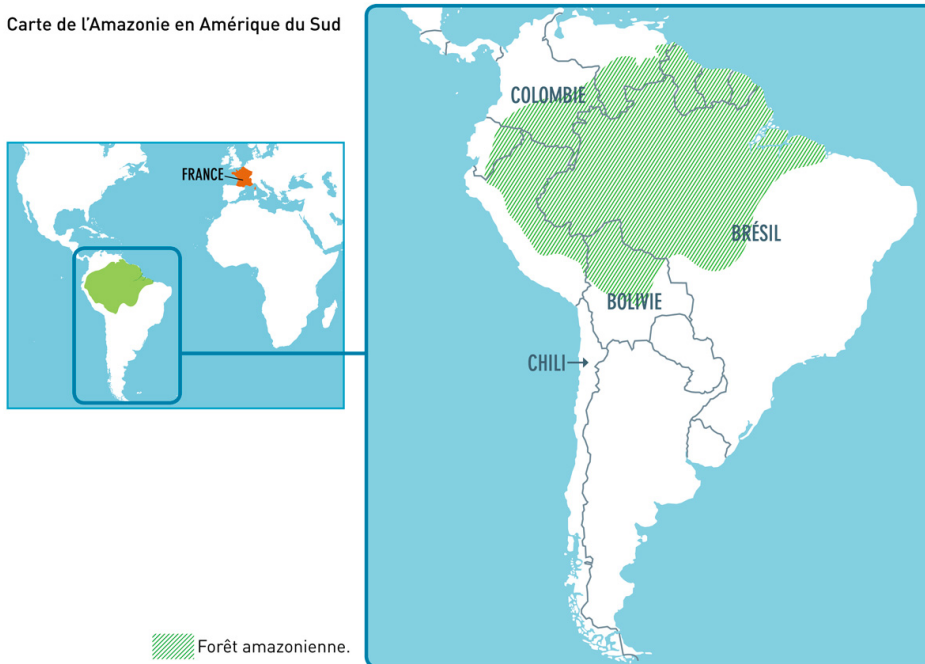 Carte de l'Amazonie en Amérique du Sud
FRANCE
COLOMBIE
BRÉSIL
BOLIVIE
CHILI
Forêt amazonienne.